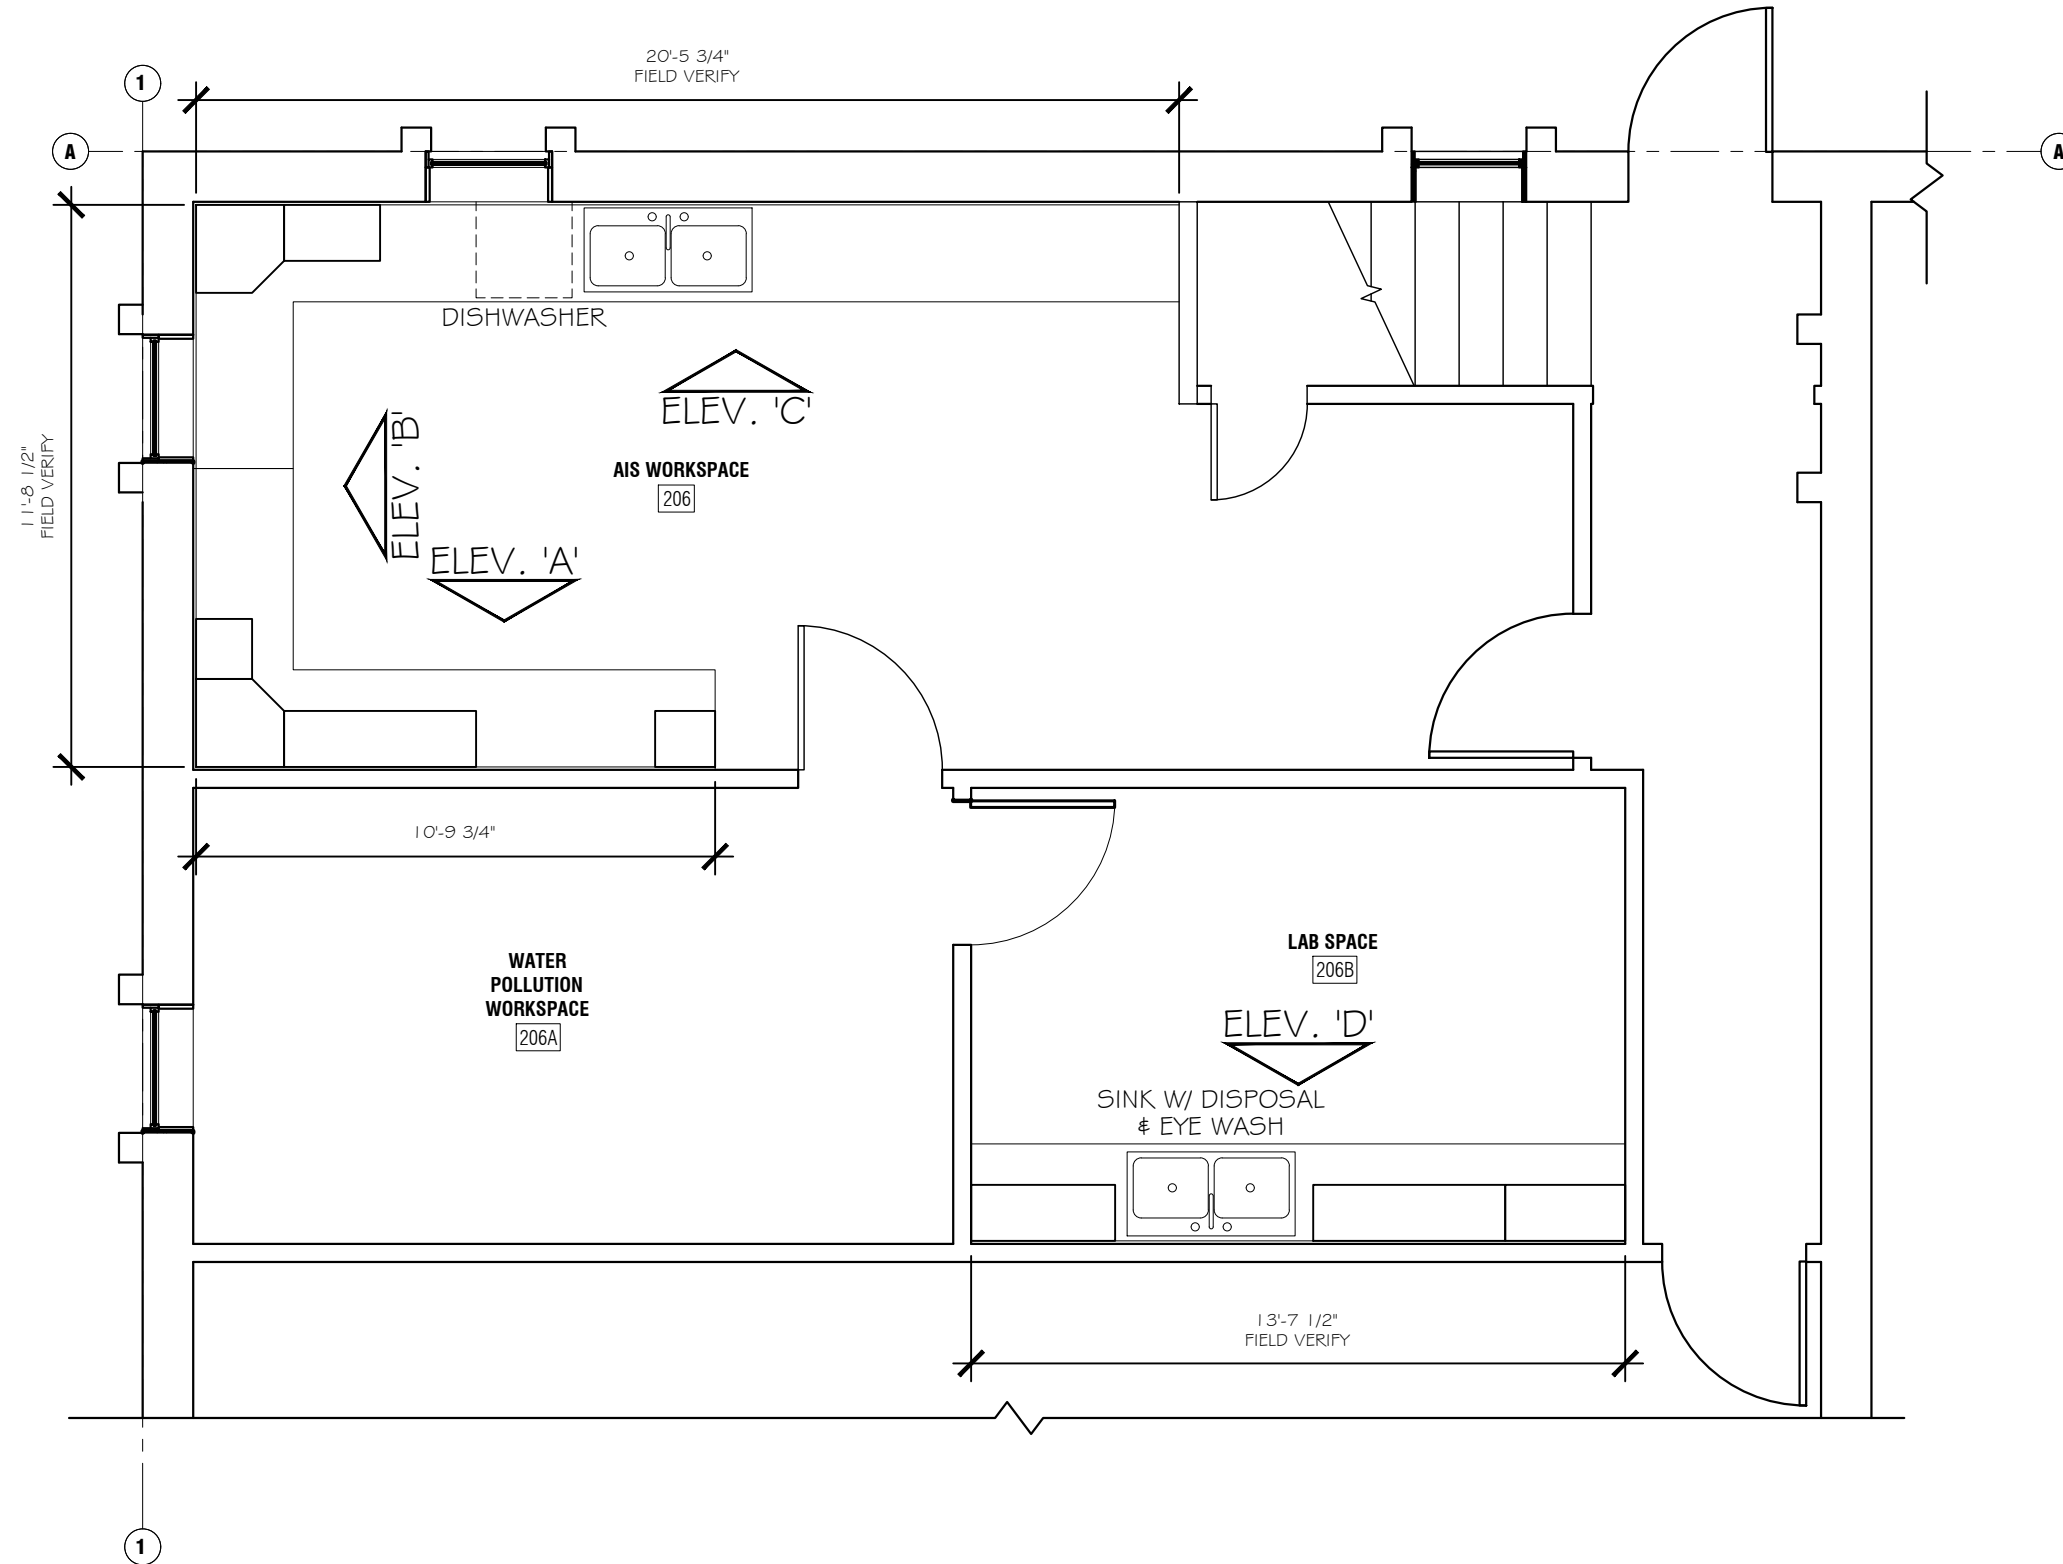 20'-5 3/4"
FIELD VERIFY
1
A
A
DISHWASHER
ELEV. 'C'
ELEV. 'B'
11'-8 1/2"
FIELD VERIFY
AIS WORKSPACE
206
ELEV. 'A'
10'-9 3/4"
WATER
POLLUTION
WORKSPACE
206A
LAB SPACE
206B
ELEV. 'D'
SINK W/ DISPOSAL
& EYE WASH
13'-7 1/2"
FIELD VERIFY
1